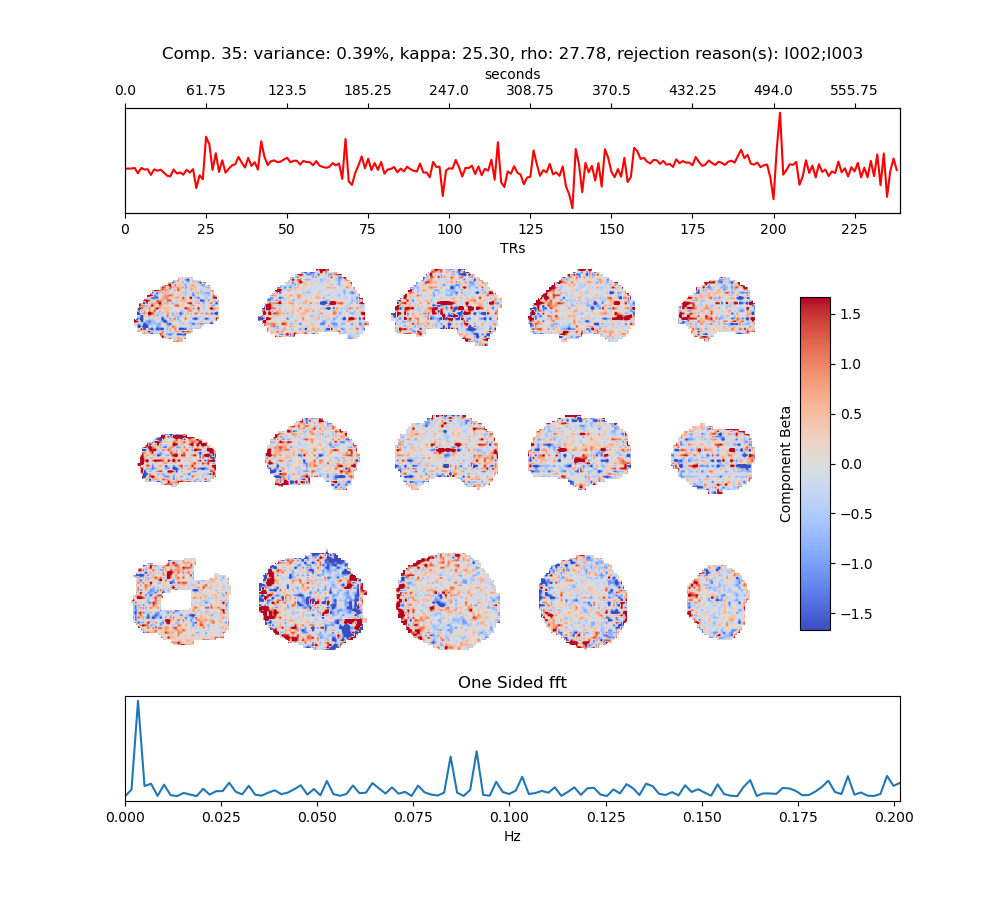 Comp. 35: variance: 0.39%, kappa: 25.30, rho: 27.78, rejection reason(s): I002;I003
seconds
0.0 61.75 123.5 185.25 247.0 308.75 370.5 432.25 494.0 555.75
0 25 50 75 100 125 150 175 200 225
TRs
1.5
1.0
0.5
0.0
−0.5
−1.0
−1.5
Component Beta
One Sided fft
0.000 0.025 0.050 0.075 0.100 0.125 0.150 0.175 0.200
Hz